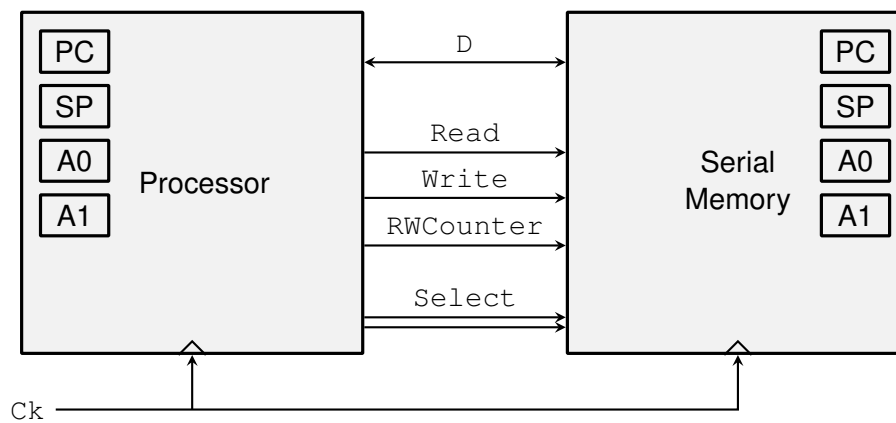 PC
SP
A0
A1
Processor
D
Read
Write
RWCounter
Select
Serial
Memory
PC
SP
A0
A1
Ck